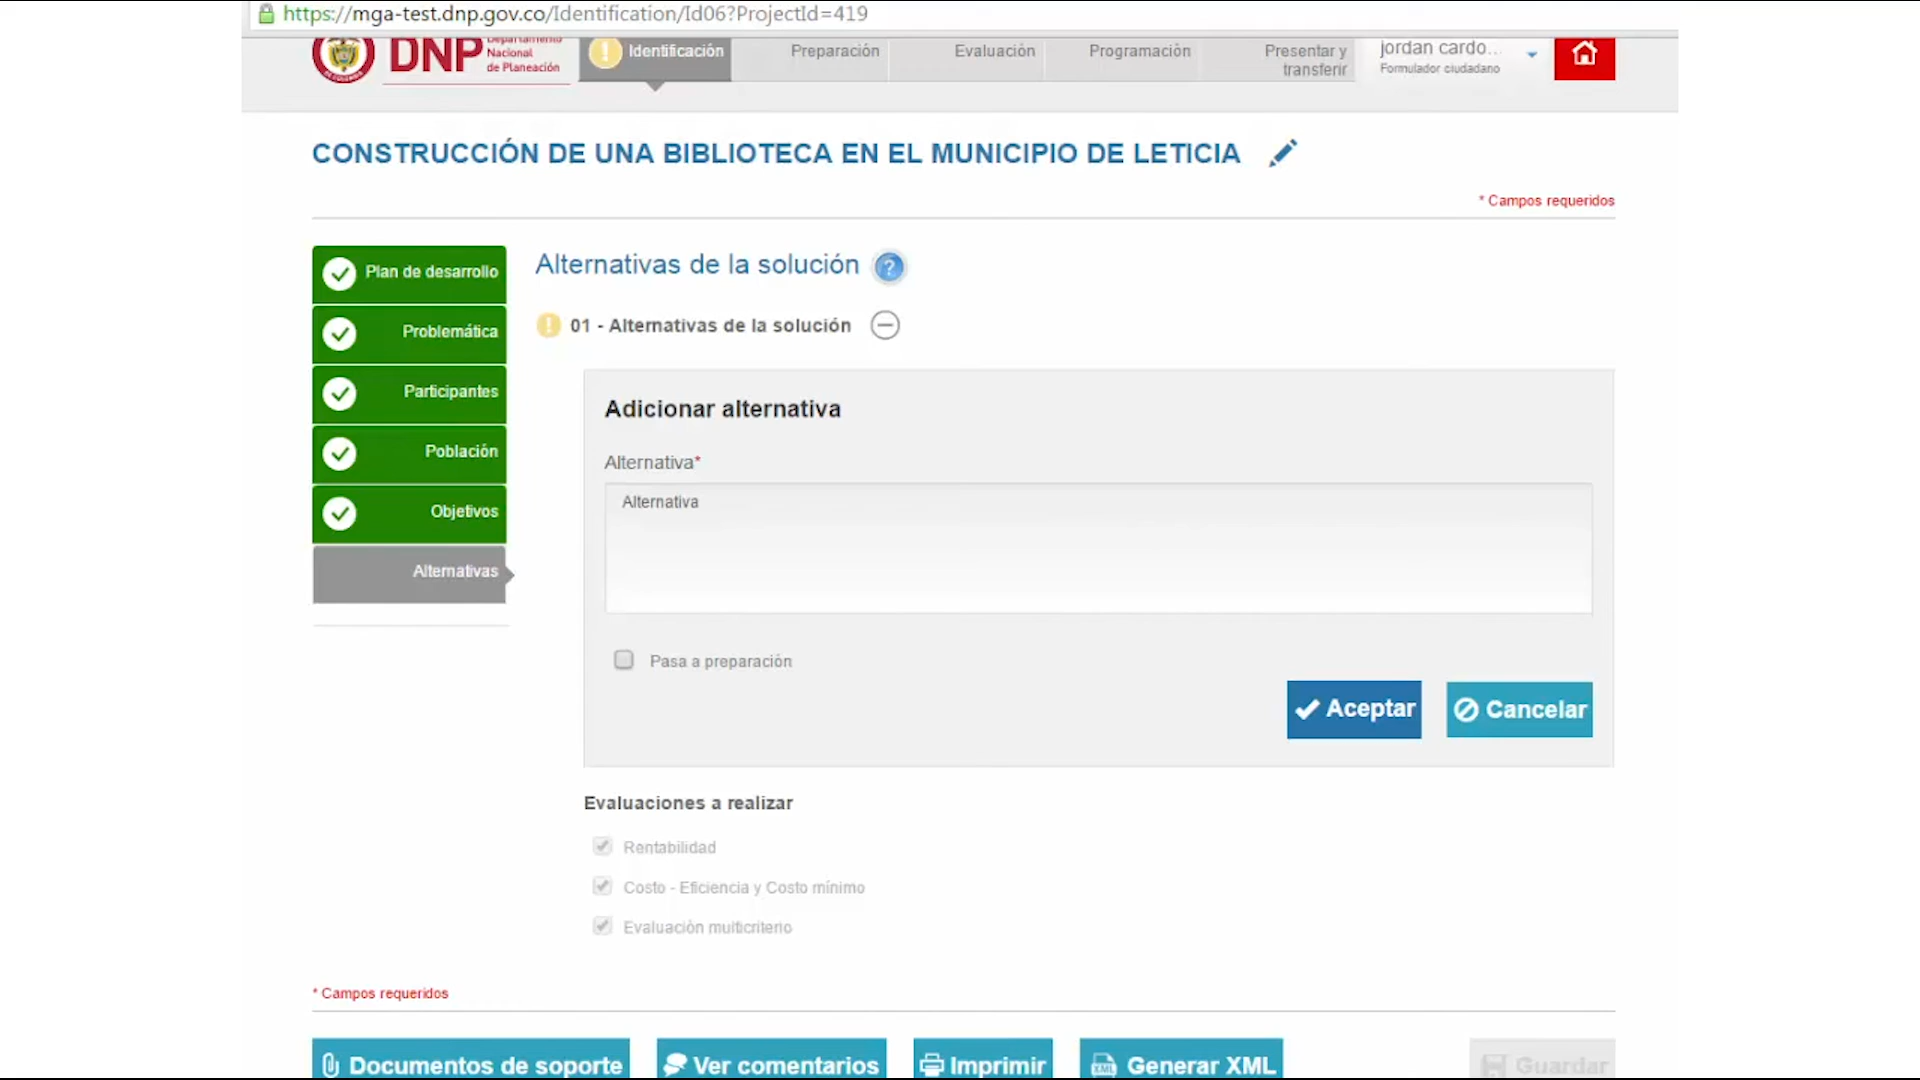 https://mga-test.dnp.gov.co/Identification/Id06?ProjectId=419
DNP Departamento
Nacional
de Planeación
Identificación
Preparación
Evaluación
Programación
Presentar y
transferir
jordan cardo...
Formulador ciudadano
CONSTRUCCIÓN DE UNA BIBLIOTECA EN EL MUNICIPIO DE LETICIA
* Campos requeridos
Plan de desarrollo
Problemática
Participantes
Población
Objetivos
Alternativas
Alternativas de la solución ?
01 - Alternativas de la solución
Adicionar alternativa
Alternativa*
Alternativa
Pasa a preparación
Aceptar
Cancelar
Evaluaciones a realizar
Rentabilidad
Costo - Eficiencia y Costo mínimo
Evaluación multicriterio
* Campos requeridos
Documentos de soporte
Ver comentarios
Imprimir
XML Generar XML
Guardar